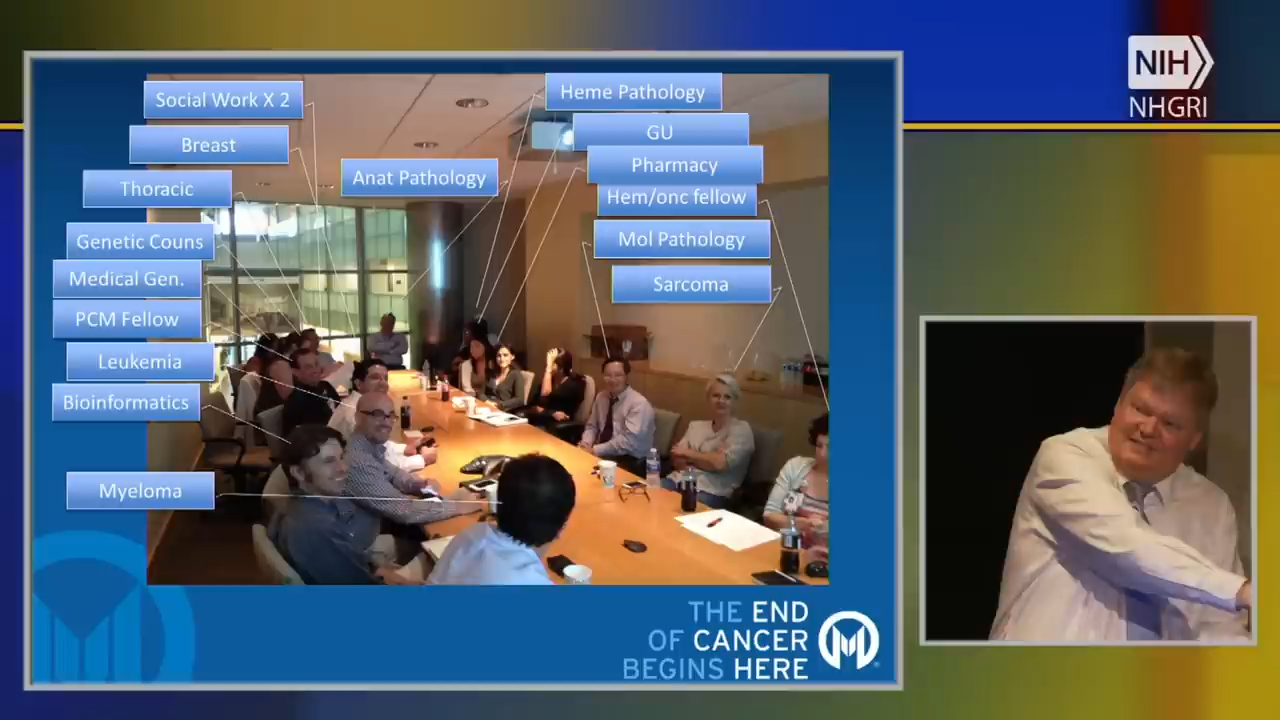 NIH
NHGRI
Social Work X 2
Breast
Thoracic
Genetic Couns
Medical Gen.
PCM Fellow
Leukemia
Bioinformatics
Myeloma
Anat Pathology
Heme Pathology
GU
Pharmacy
Hem/onc fellow
Mol Pathology
Sarcoma
THE END
OF CANCER
BEGINS HERE